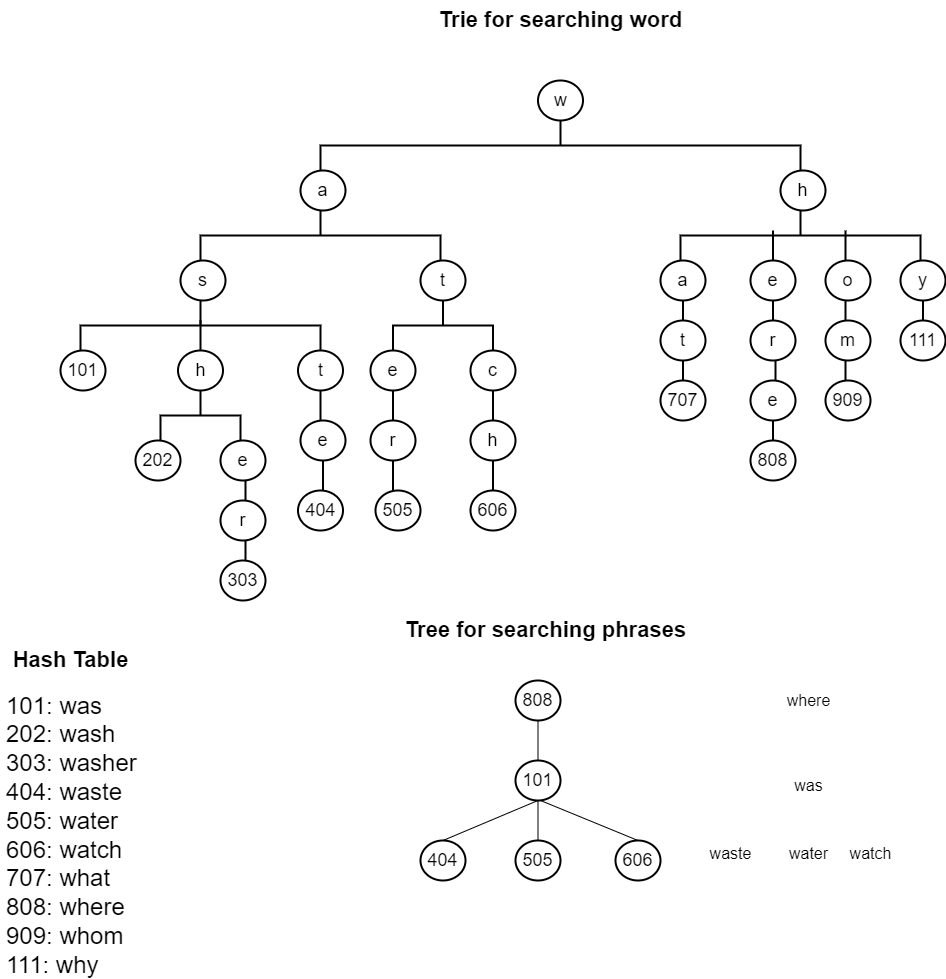 Trie for searching word
w
a h
s t a e o y
101 h t e c t r m 111
707 e 909
202 e e r h 808
r 404 505 606
303
Tree for searching phrases
Hash Table
101: was
202: wash
303: washer
404: waste
505: water
606: watch
707: what
808: where
909: whom
111: why
808 where
101 was
404 505 606 waste water watch